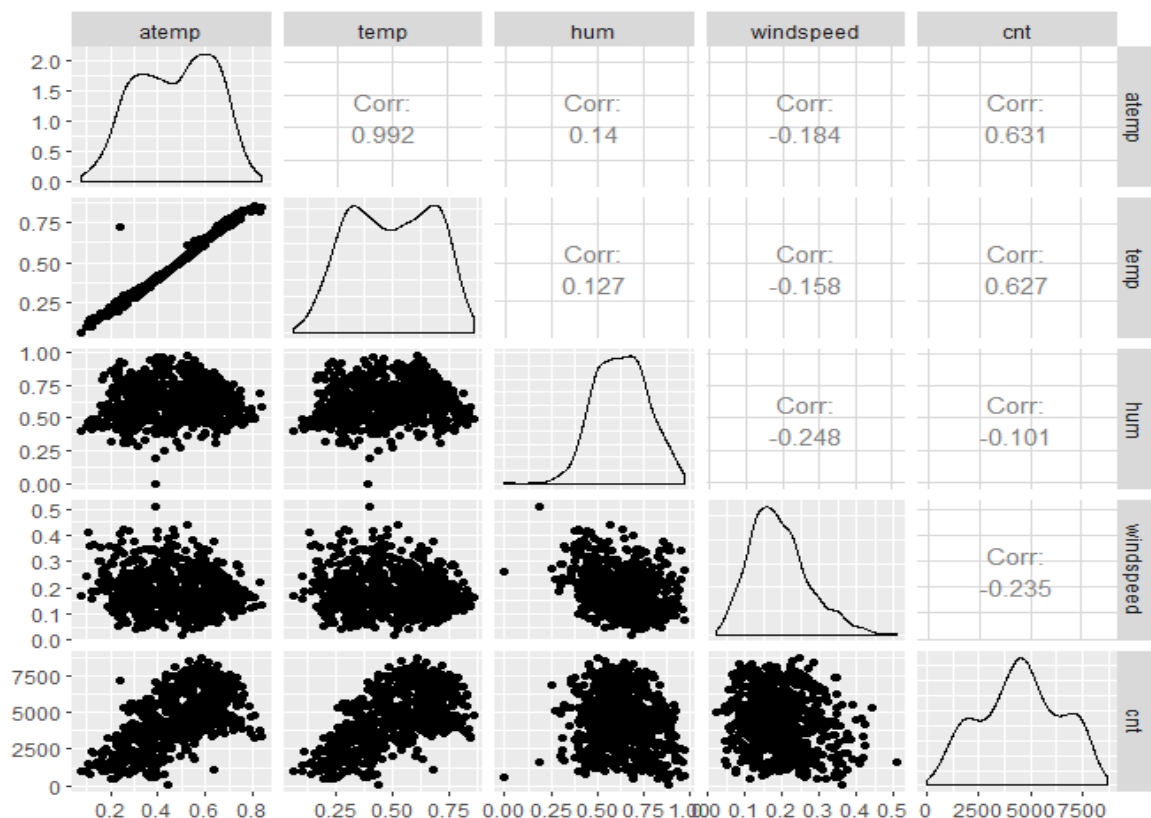 atemp temp hum windspeed cnt
2.0
1.5
1.0
0.5
0.0
Corr:
0.992
Corr:
0.14
Corr:
-0.184
Corr:
0.631
atemp
0.75
0.50
0.25
Corr:
0.127
Corr:
-0.158
Corr:
0.627
temp
1.00
0.75
0.50
0.25
0.00
Corr:
-0.248
Corr:
-0.101
hum
0.5
0.4
0.3
0.2
0.1
0.0
Corr:
-0.235
windspeed
7500
5000
2500
0
cnt
0.2 0.4 0.6 0.8 0.25 0.50 0.75 0.00 0.25 0.50 0.75 1.00 0.0 0.1 0.2 0.3 0.4 0.5 0 2500 5000 7500